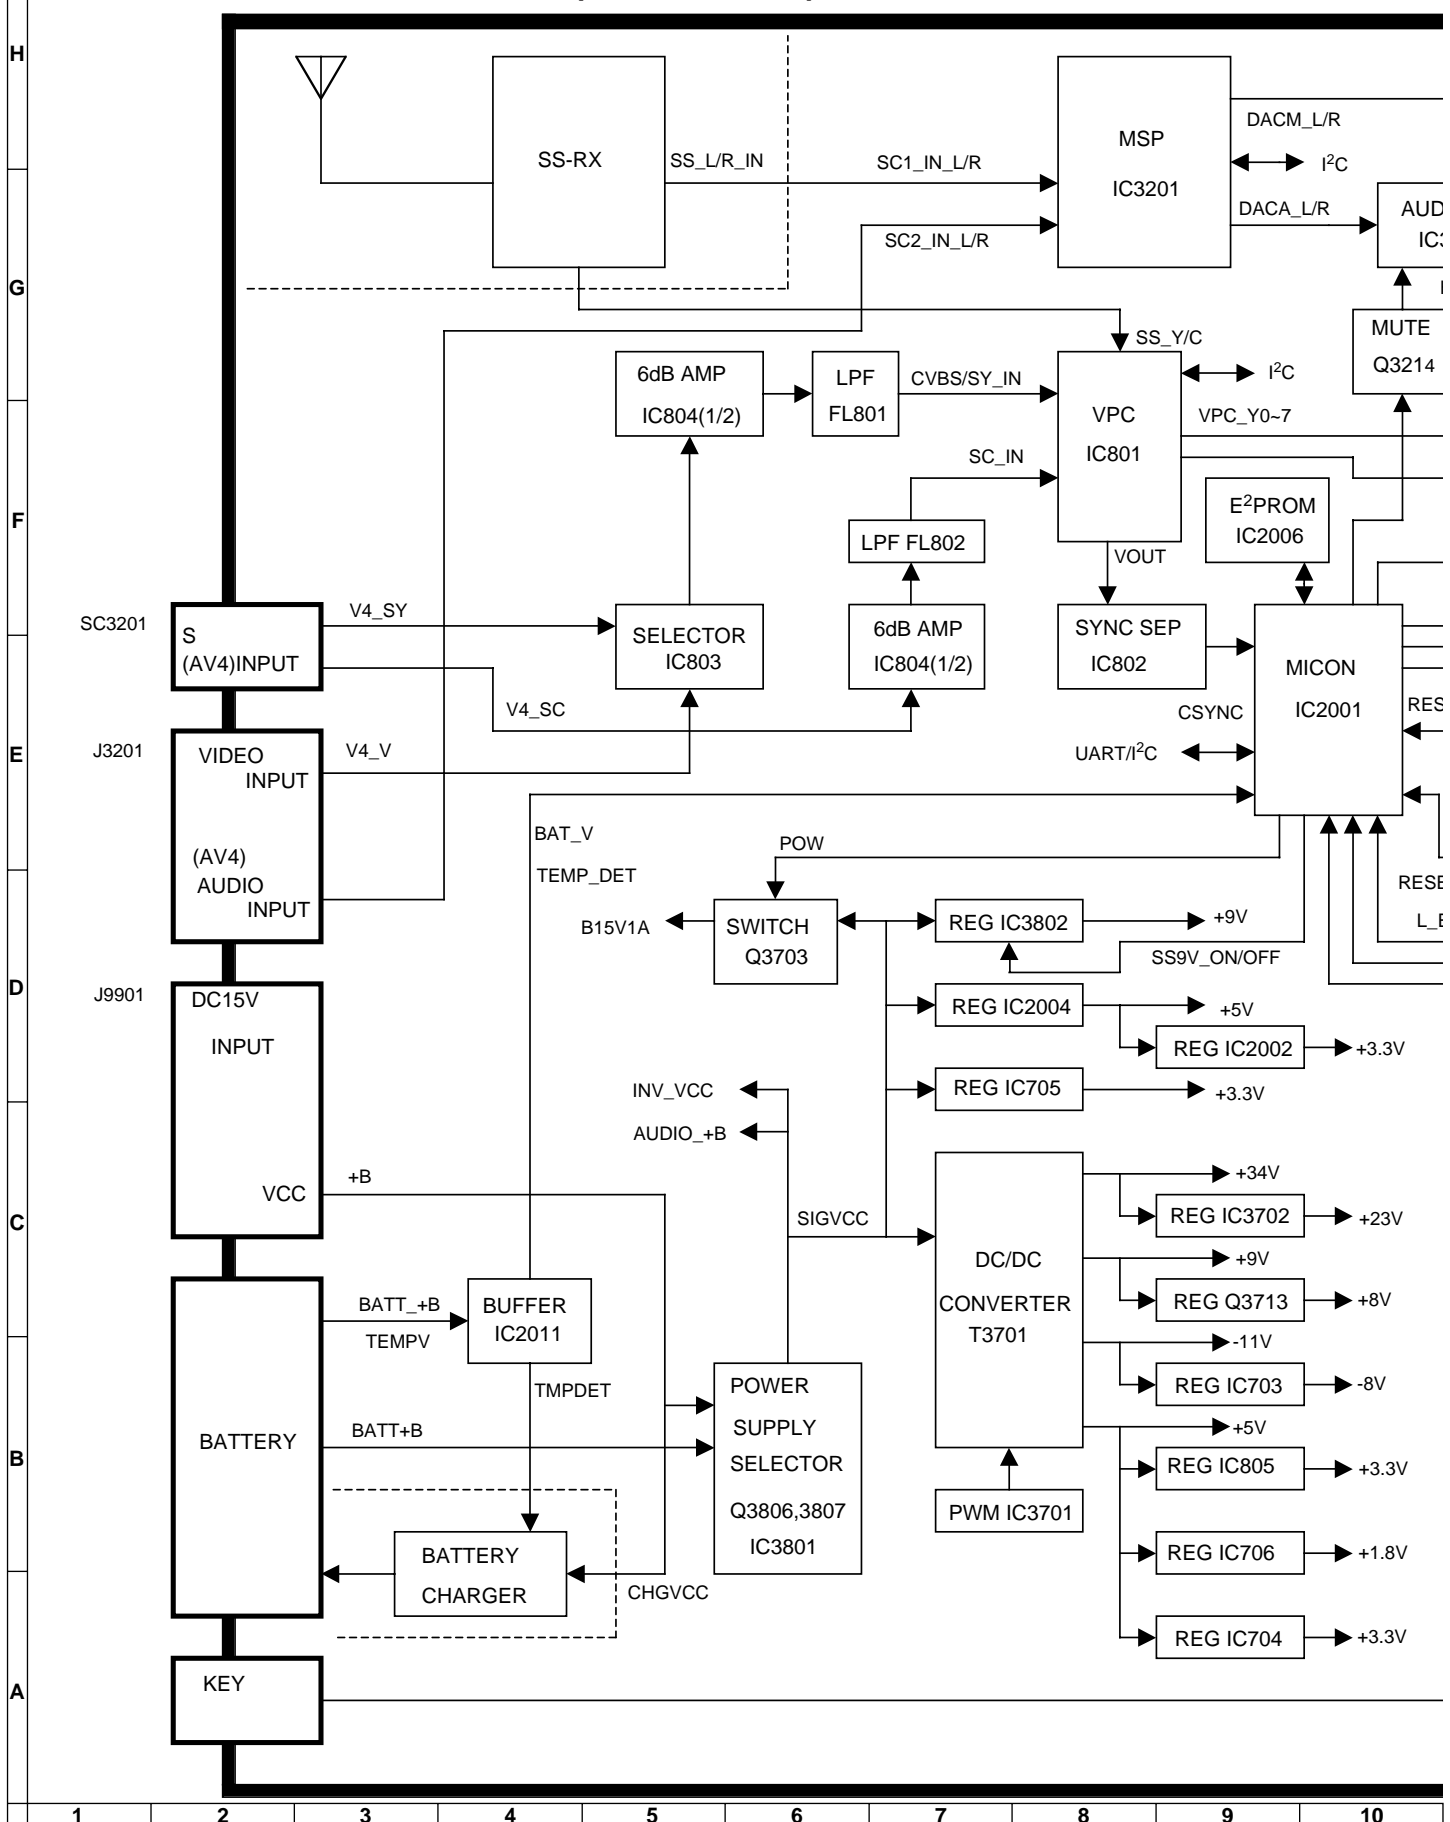 H
SS-RX
SS_L/R_IN
SC1_IN_L/R
SC2_IN_L/R
MSP
IC3201
DACM_L/R
I2C
DACA_L/R
G
SS_Y/C
MUTE
Q3214
6dB AMP
IC804(1/2)
LPF
FL801
CVBS/SY_IN
VPC
IC801
I2C
VPC_Y0~7
SC_IN
F
LPF FL802
E2PROM
IC2006
VOUT
SC3201
S
(AV4)INPUT
V4_SY
SELECTOR
IC803
6dB AMP
IC804(1/2)
SYNC SEP
IC802
MICON
IC2001
V4_SC
CSYNC
E
J3201
VIDEO
INPUT
V4_V
UART/I2C
(AV4)
AUDIO
INPUT
BAT_V
TEMP_DET
POW
B15V1A
SWITCH
Q3703
REG IC3802
+9V
SS9V_ON/OFF
D
J9901
DC15V
INPUT
REG IC2004
+5V
REG IC2002
+3.3V
INV_VCC
REG IC705
+3.3V
AUDIO_+B
VCC
+B
C
SIGVCC
DC/DC
CONVERTER
T3701
+34V
REG IC3702
+23V
+9V
REG Q3713
+8V
-11V
REG IC703
-8V
+5V
BATT_+B
TEMPV
BUFFER
IC2011
TMPDET
B
BATTERY
BATT+B
POWER
SUPPLY
SELECTOR
Q3806,3807
IC3801
REG IC805
+3.3V
PWM IC3701
BATTERY
CHARGER
CHGVCC
REG IC706
+1.8V
REG IC704
+3.3V
A
KEY
1 2 3 4 5 6 7 8 9 10